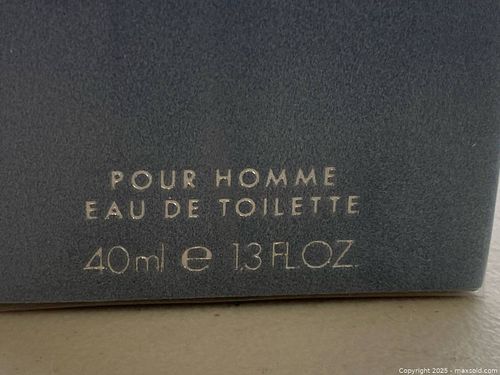 POUR HOMME
EAU DE TOILETTE
40ml e 1.3 FL.OZ.
Copyright 2025 - maxsold.com